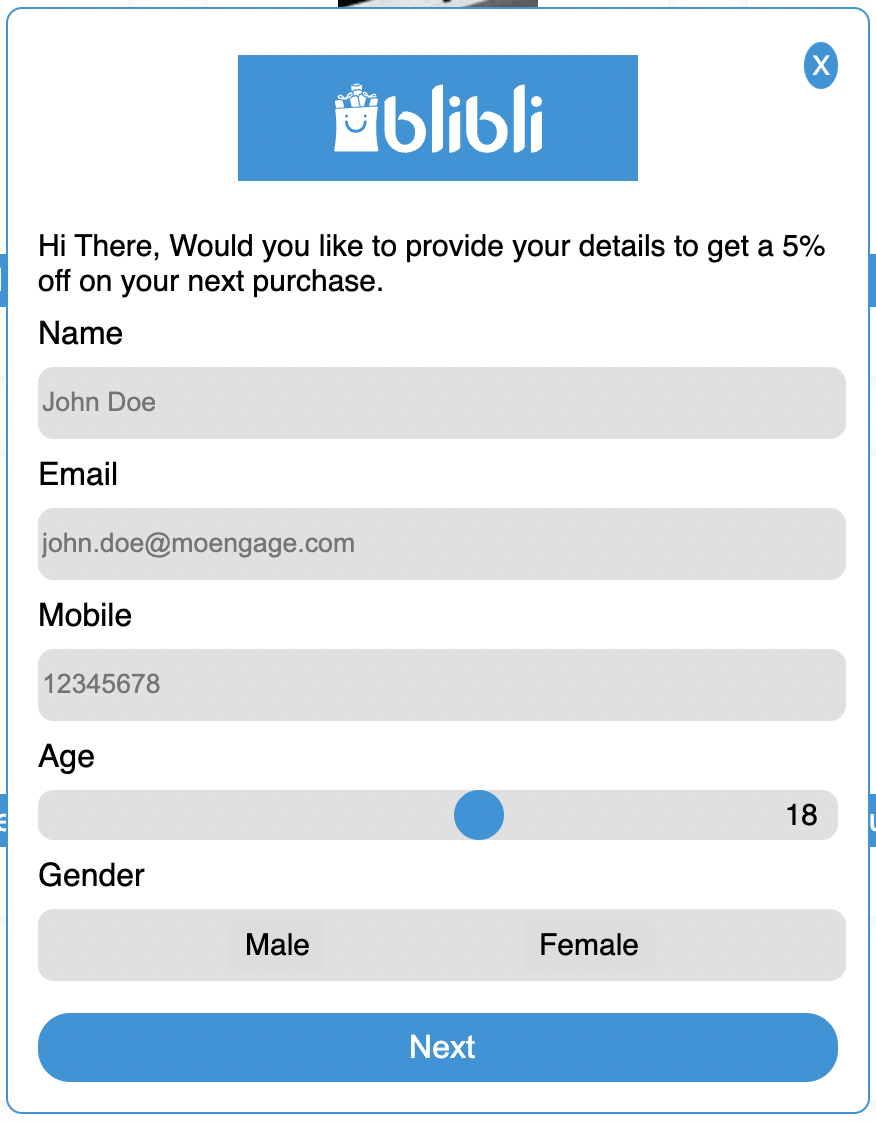 X
blibli
Hi There, Would you like to provide your details to get a 5%
off on your next purchase.
Name
John Doe
Email
john.doe@moengage.com
Mobile
12345678
Age
18
Gender
Male Female
Next